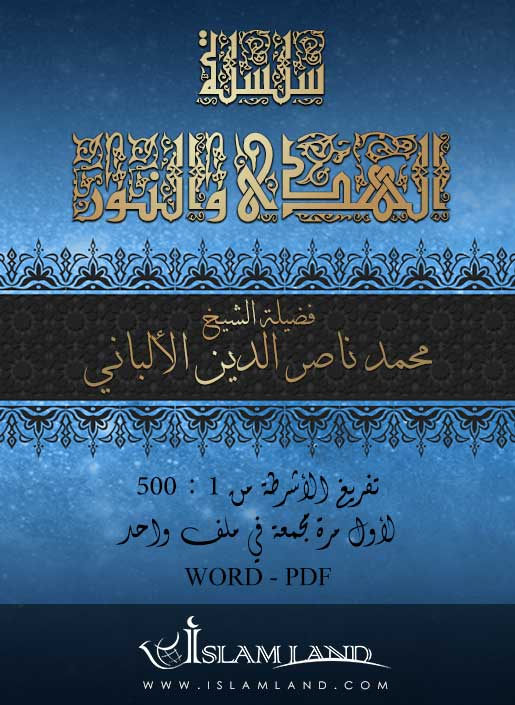 سلسلة
الهدى والنور
فضيلة الشيخ
محمد ناصر الدين الألباني
تفريغ الأشرطة من 1 : 500
لأول مرة مجمعة في ملف واحد
WORD - PDF
ISLAM LAND
WWW.ISLAMLAND.COM